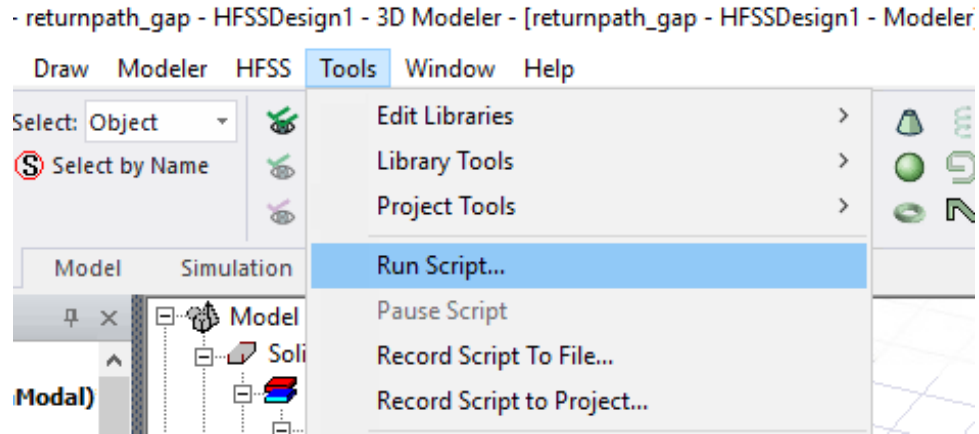 - returnpath_gap - HFSSDesign1 - 3D Modeler - [returnpath_gap - HFSSDesign1 - Modeler]
Draw Modeler HFSS Tools Window Help
Select: Object
S Select by Name
Edit Libraries
Library Tools
Project Tools
Run Script...
Pause Script
Record Script To File...
Record Script to Project...
Model Simulation
Model
Soli
Modal)